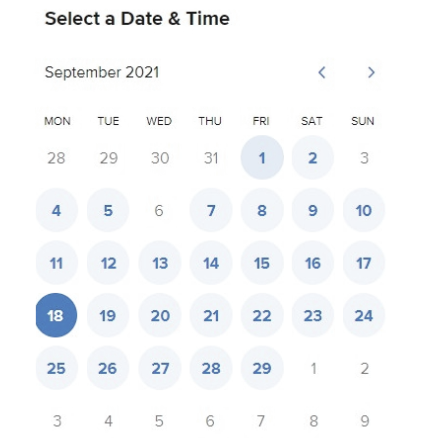 Select a Date & Time
September 2021
MON TUE WED THU FRI SAT SUN
28 29 30 31 1 2 3
4 5 6 7 8 9 10
11 12 13 14 15 16 17
18 19 20 21 22 23 24
25 26 27 28 29 1 2
3 4 5 6 7 8 9